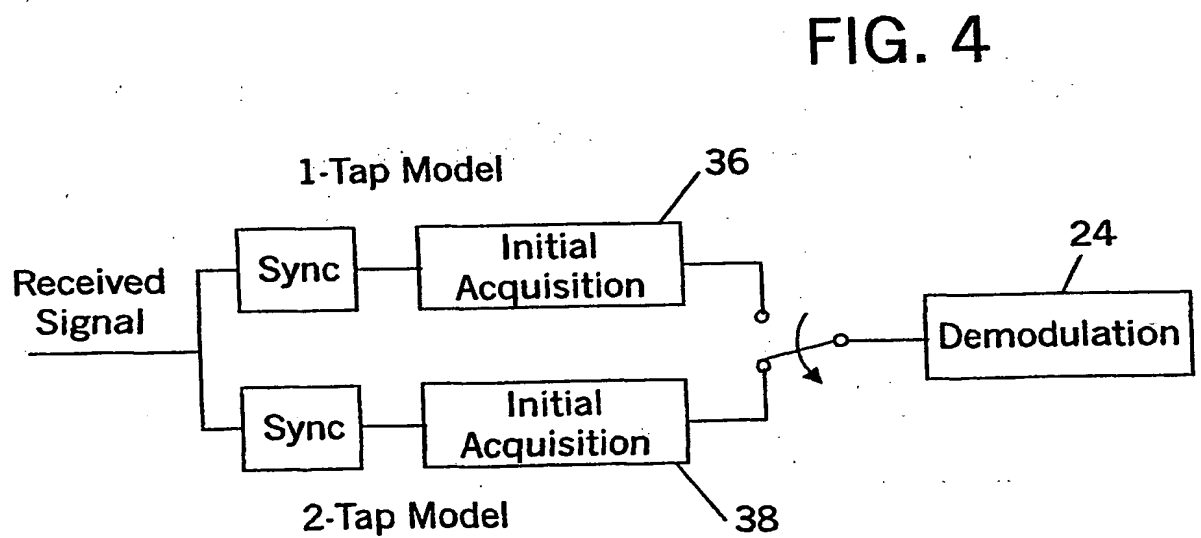 FIG. 4
1-Tap Model
36
Sync
Initial
Acquisition
24
Received
Signal
Demodulation
Sync
Initial
Acquisition
2-Tap Model
38